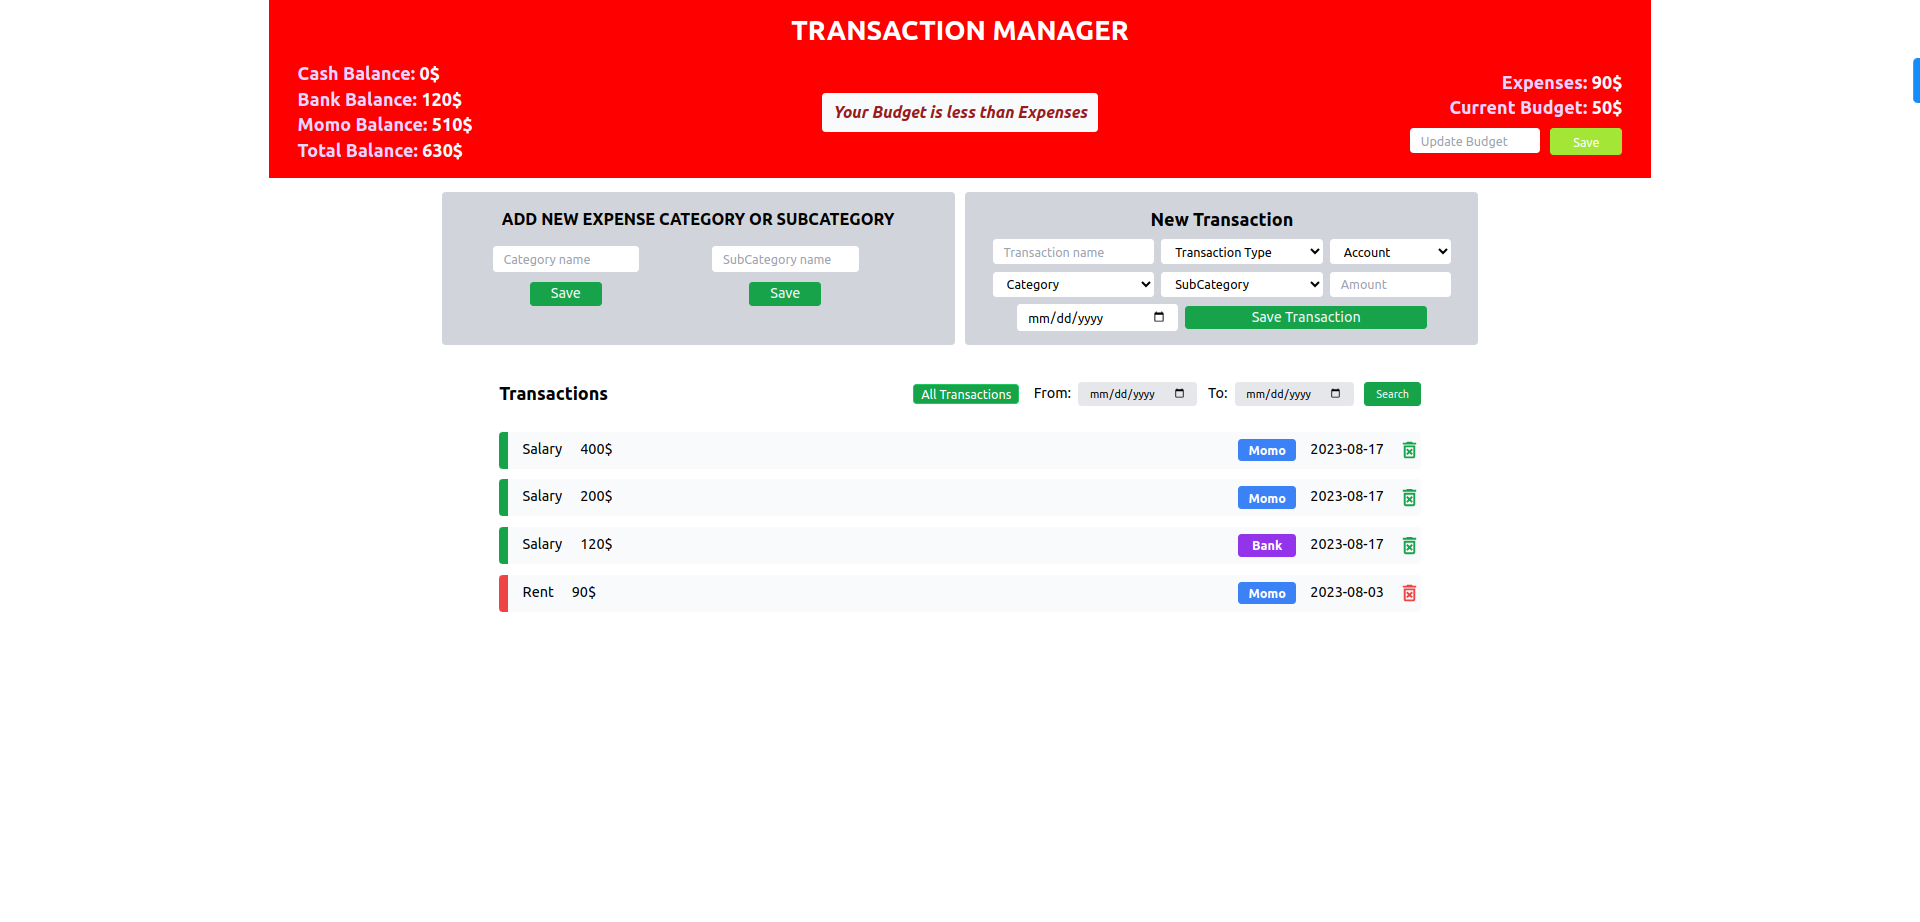 TRANSACTION MANAGER
Cash Balance: 0$
Bank Balance: 120$
Momo Balance: 510$
Total Balance: 630$
Your Budget is less than Expenses
Expenses: 90$
Current Budget: 50$
Update Budget Save
ADD NEW EXPENSE CATEGORY OR SUBCATEGORY
Category name SubCategory name
Save Save
New Transaction
Transaction name Transaction Type Account
Category SubCategory Amount
mm/dd/yyyy Save Transaction
Transactions All Transactions From: mm/dd/yyyy To: mm/dd/yyyy Search
Salary 400$ Momo 2023-08-17
Salary 200$ Momo 2023-08-17
Salary 120$ Bank 2023-08-17
Rent 90$ Momo 2023-08-03